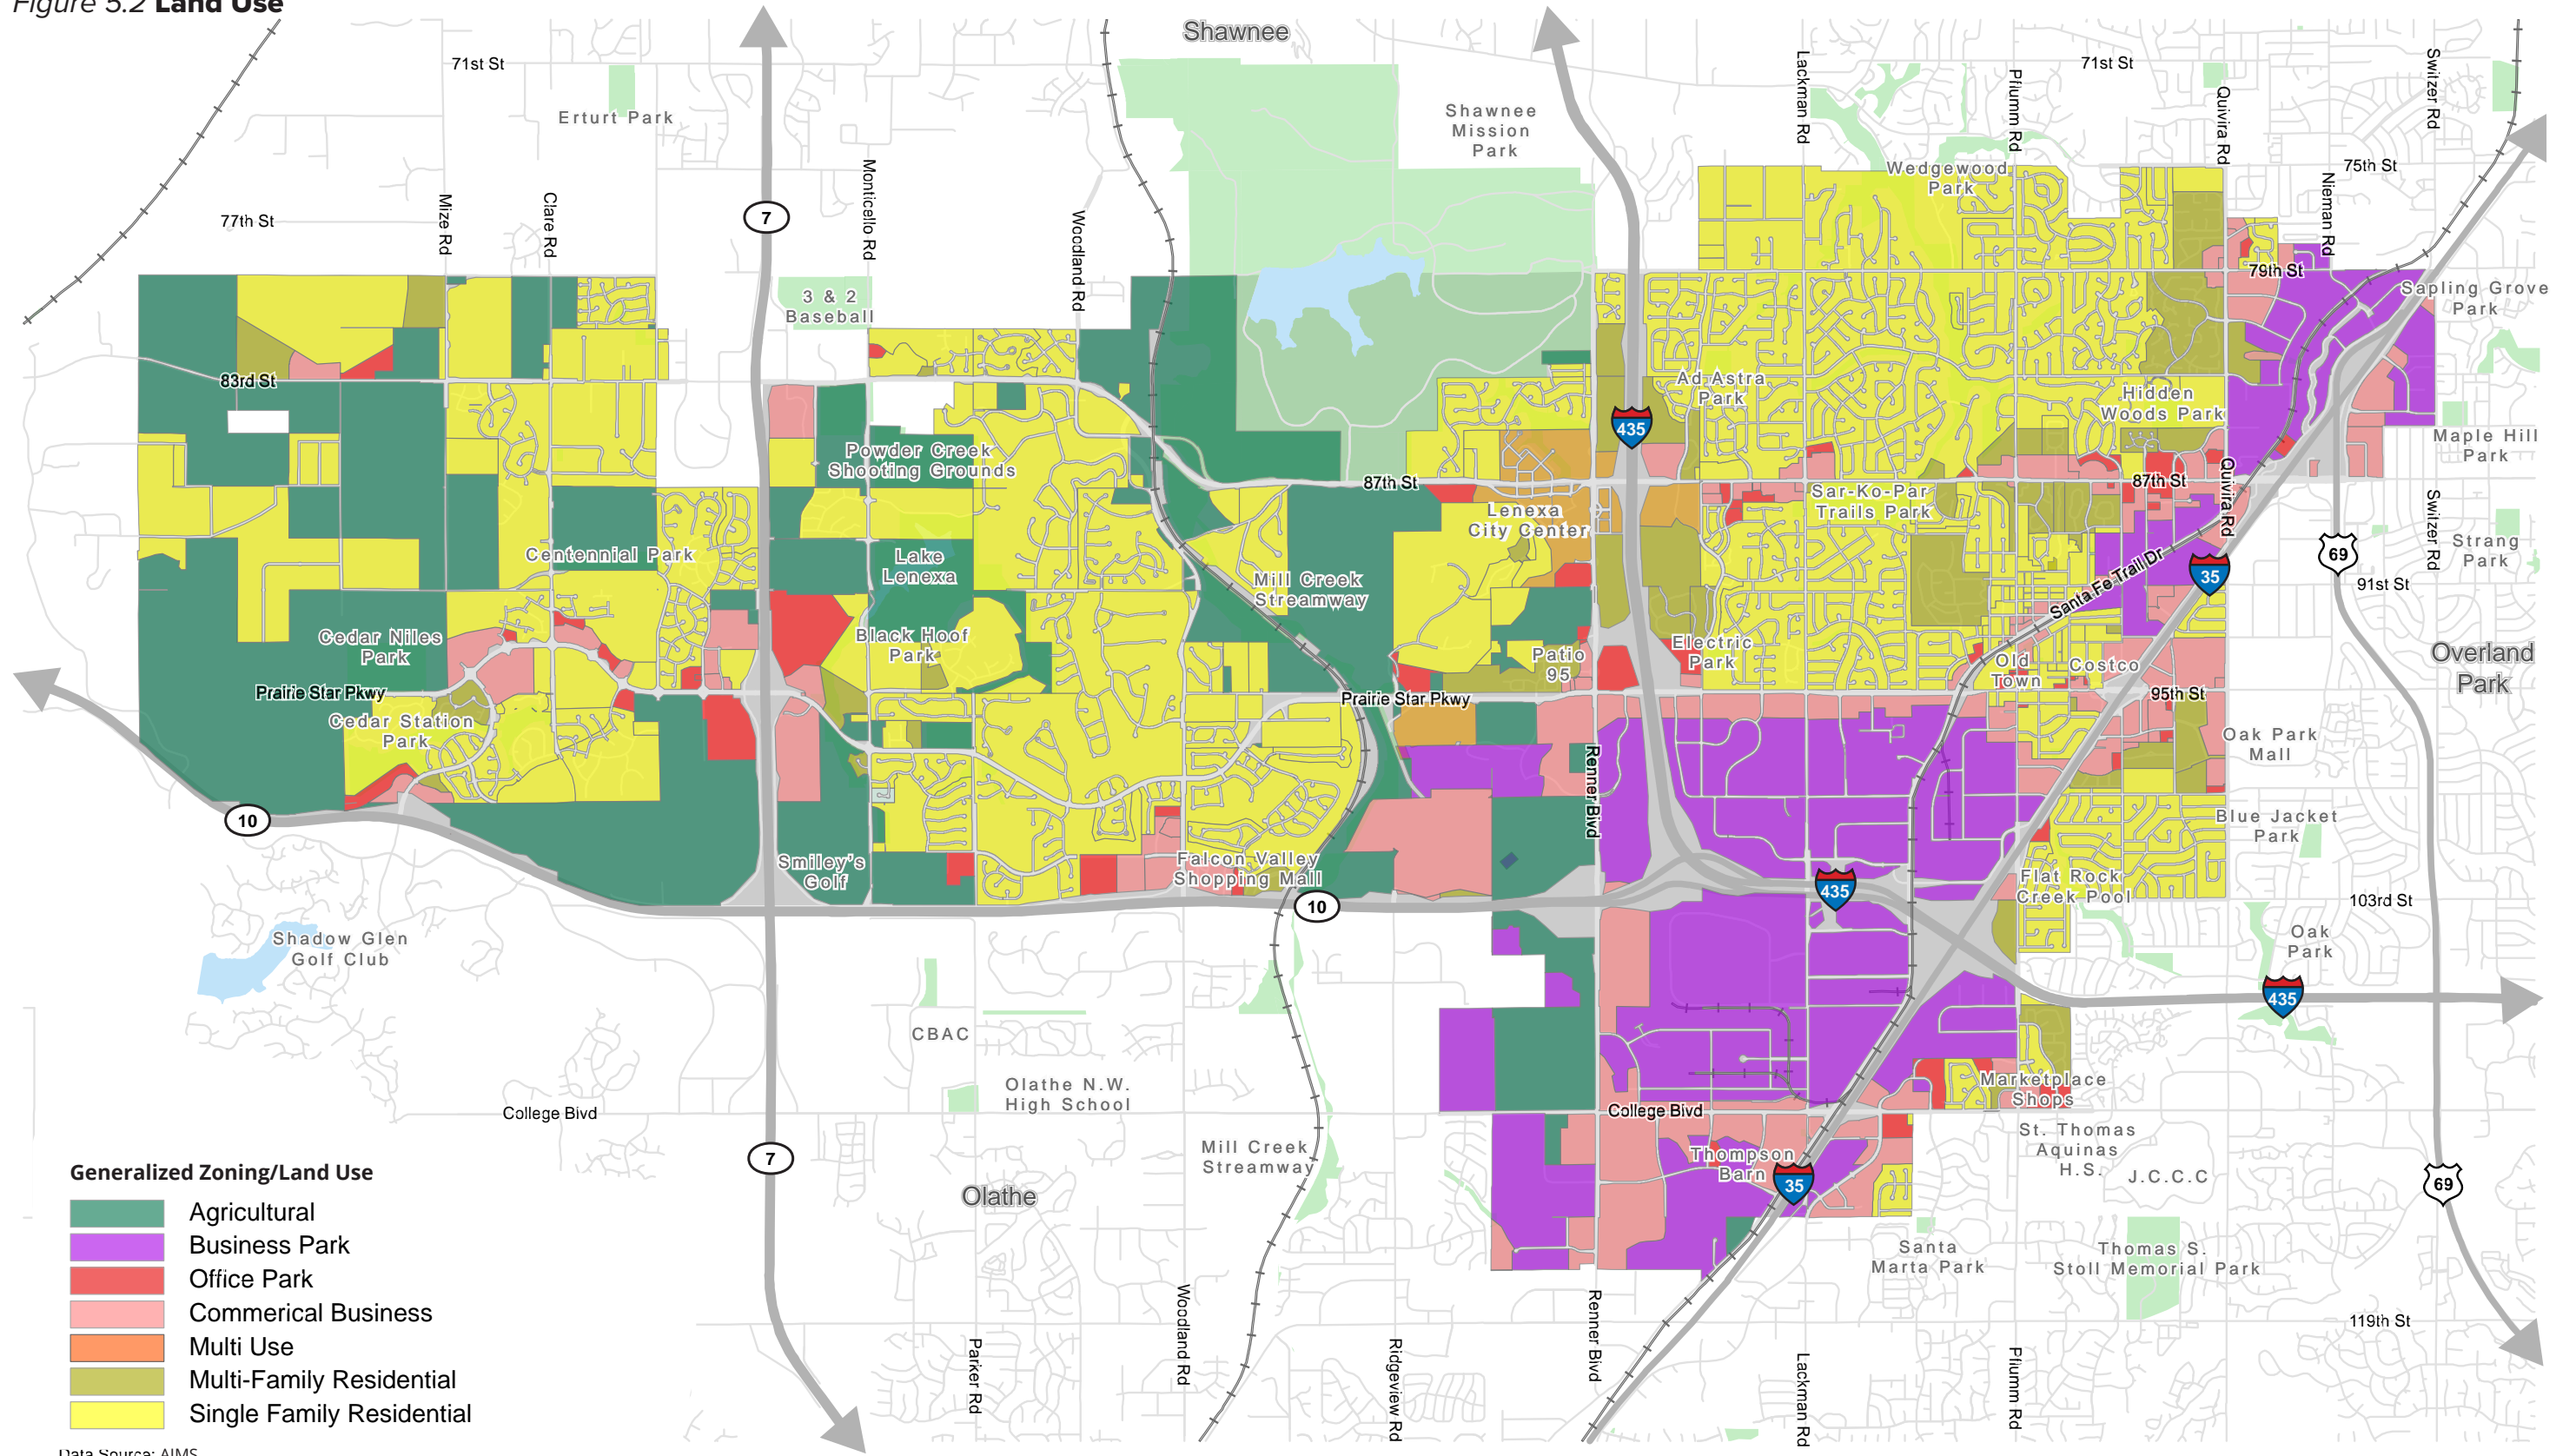 Figure 5.2 Land Use
Shawnee
71st St
71st St
Erturt Park
Shawnee
Mission
Park
Lackman Rd
Pflumm Rd
Quivira Rd
Switzer Rd
75th St
Wedgewood
Park
77th St
Mize Rd
Clare Rd
7
Monticello Rd
Woodland Rd
Nieman Rd
79th St
Sapling Grove
Park
3 & 2
Baseball
83rd St
Ad Astra
Park
Hidden
Woods Park
435
Maple Hill
Park
Powder Creek
Shooting Grounds
87th St
87th St
Quivira Rd
Switzer Rd
Sar-Ko-Par
Trails Park
Lenexa
City Center
Centennial Park
Lake
Lenexa
Mill Creek
Streamway
Santa Fe Trail Dr
35
69
Strang
Park
91st St
Cedar Niles
Park
Black Hoof
Park
Patio
95
Electric
Park
Old
Town
Costco
Overland
Park
Prairie Star Pkwy
Prairie Star Pkwy
95th St
Cedar Station
Park
Oak Park
Mall
Renner Blvd
10
Blue Jacket
Park
Smiley's
Golf
Falcon Valley
Shopping Mall
10
435
Flat Rock
Creek Pool
103rd St
Shadow Glen
Golf Club
Oak
Park
435
CBAC
Olathe N.W.
High School
Marketplace
Shops
College Blvd
College Blvd
Mill Creek
Streamway
Thompson
Barn
St. Thomas
Aquinas
H.S.
J.C.C.C
7
35
69
Olathe
Santa
Marta Park
Thomas S.
Stoll Memorial Park
119th St
Parker Rd
Woodland Rd
Ridgeview Rd
Renner Blvd
Lackman Rd
Pflumm Rd
Generalized Zoning/Land Use
Agricultural
Business Park
Office Park
Commerical Business
Multi Use
Multi-Family Residential
Single Family Residential
Data Source: AIMS